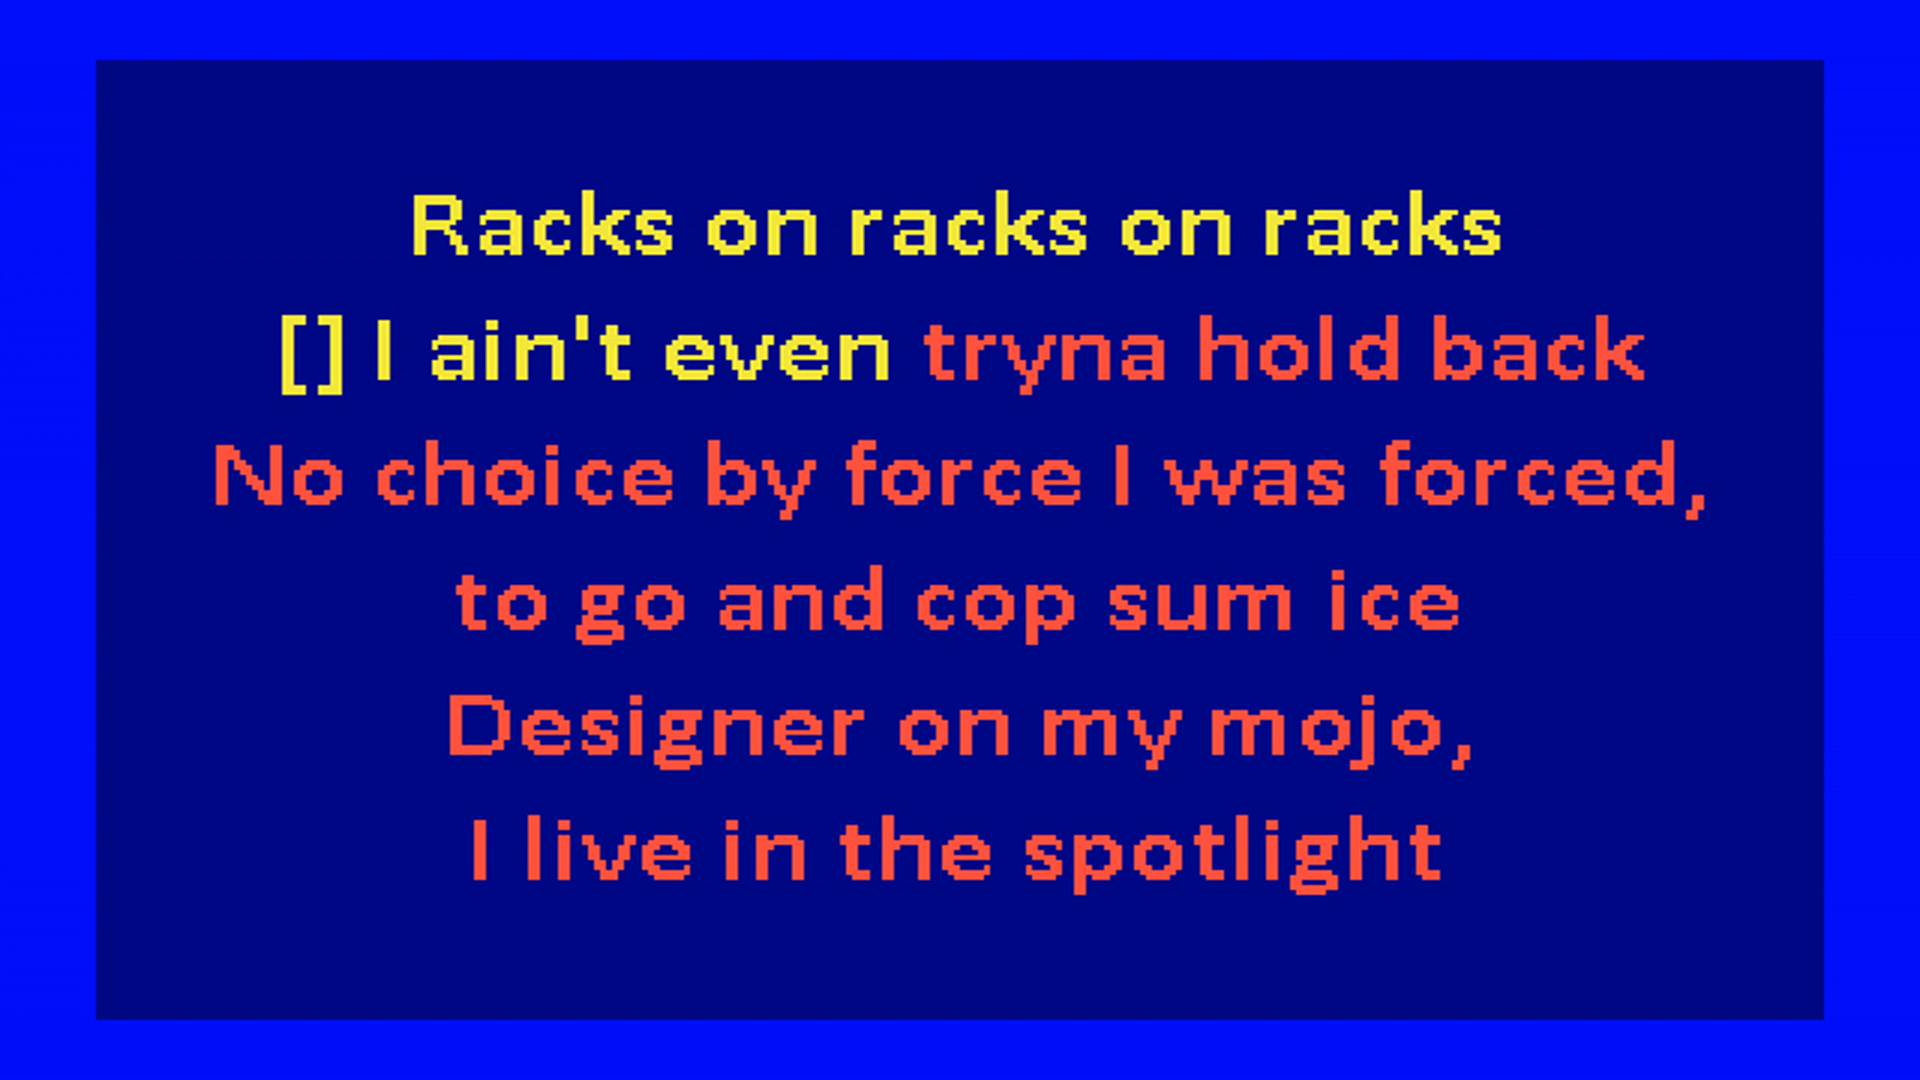 Racks on racks on racks
[] I ain't even tryna hold back
No choice by force I was forced,
to go and cop sum ice
Designer on my mojo,
I live in the spotlight